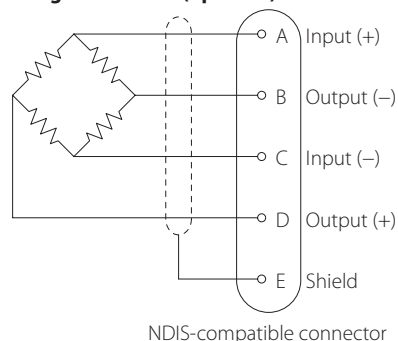 A Input (+)
B Output (−)
C Input (−)
D Output (+)
E Shield
NDIS-compatible connector